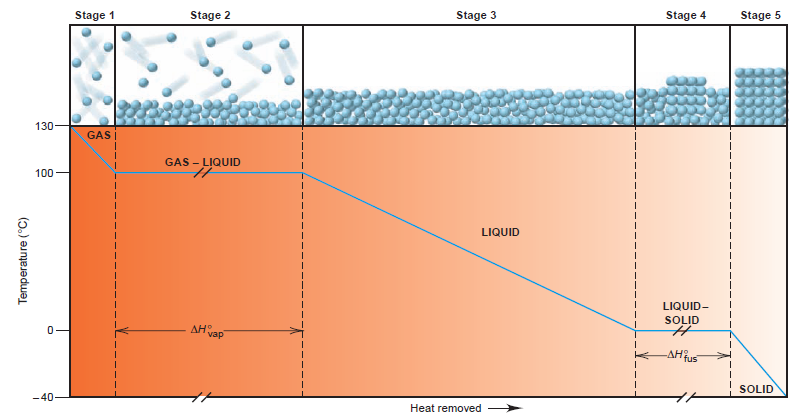 Stage 1 Stage 2 Stage 3 Stage 4 Stage 5
130
GAS
GAS – LIQUID
100
LIQUID
Temperature (°C)
LIQUID–
SOLID
0
ΔH°vap
ΔH°fus
SOLID
–40
Heat removed